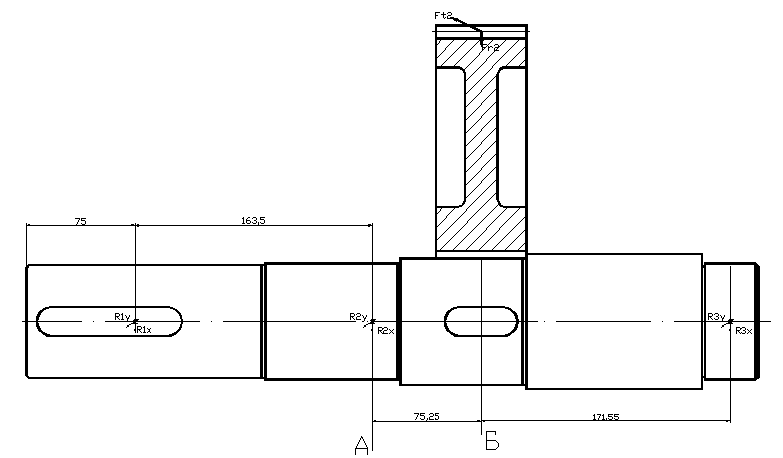 Ft2
Fr2
75
163,5
R1y
R1x
R2y
R2x
R3y
R3x
75,25
171.55
А
Б